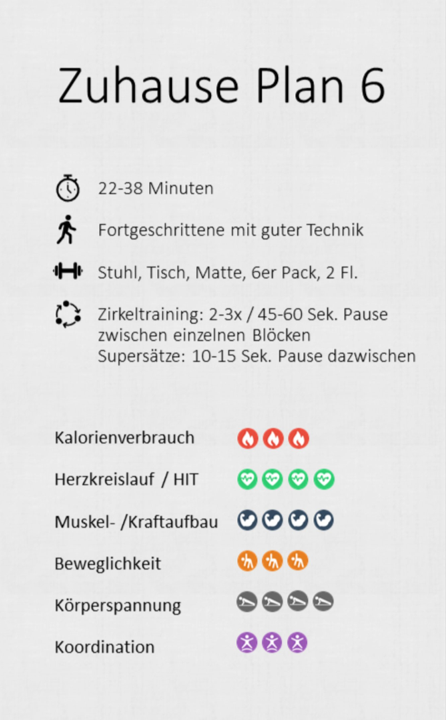 Zuhause Plan 6
22-38 Minuten
Fortgeschrittene mit guter Technik
Stuhl, Tisch, Matte, 6er Pack, 2 Fl.
Zirkeltraining: 2-3x / 45-60 Sek. Pause
zwischen einzelnen Blöcken
Supersätze: 10-15 Sek. Pause dazwischen
Kalorienverbrauch
Herzkreislauf / HIT
Muskel- /Kraftaufbau
Beweglichkeit
Körperspannung
Koordination